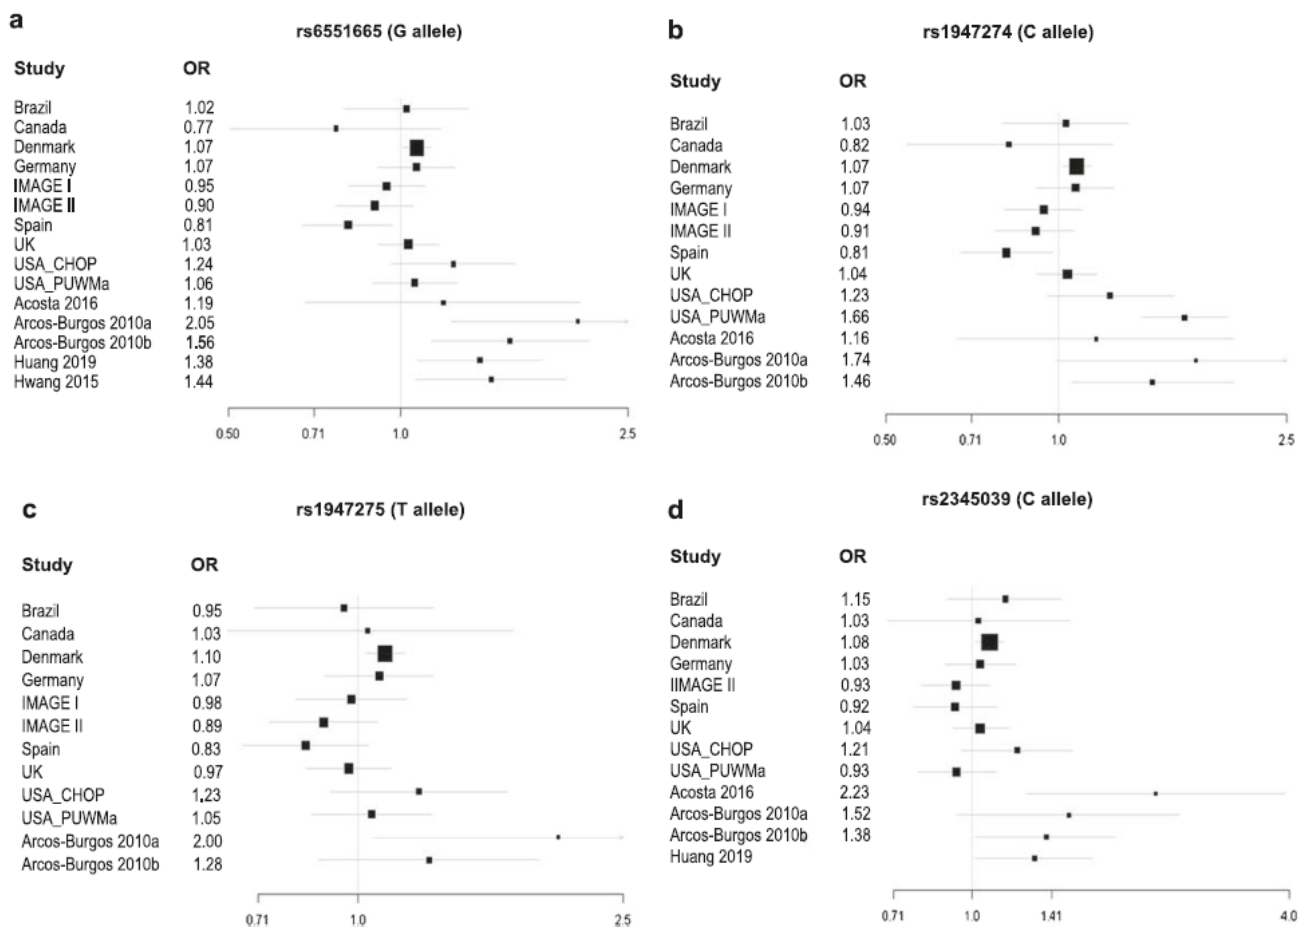 a
rs6551665 (G allele)
Study OR
Brazil 1.02
Canada 0.77
Denmark 1.07
Germany 1.07
IMAGE I 0.95
IMAGE II 0.90
Spain 0.81
UK 1.03
USA_CHOP 1.24
USA_PUWMa 1.06
Acosta 2016 1.19
Arcos-Burgos 2010a 2.05
Arcos-Burgos 2010b 1.56
Huang 2019 1.38
Hwang 2015 1.44
0.50 0.71 1.0 2.5
b
rs1947274 (C allele)
Study OR
Brazil 1.03
Canada 0.82
Denmark 1.07
Germany 1.07
IMAGE I 0.94
IMAGE II 0.91
Spain 0.81
UK 1.04
USA_CHOP 1.23
USA_PUWMa 1.66
Acosta 2016 1.16
Arcos-Burgos 2010a 1.74
Arcos-Burgos 2010b 1.46
0.50 0.71 1.0 2.5
c
rs1947275 (T allele)
Study OR
Brazil 0.95
Canada 1.03
Denmark 1.10
Germany 1.07
IMAGE I 0.98
IMAGE II 0.89
Spain 0.83
UK 0.97
USA_CHOP 1.23
USA_PUWMa 1.05
Arcos-Burgos 2010a 2.00
Arcos-Burgos 2010b 1.28
0.71 1.0 2.5
d
rs2345039 (C allele)
Study OR
Brazil 1.15
Canada 1.03
Denmark 1.08
Germany 1.03
IIMAGE II 0.93
Spain 0.92
UK 1.04
USA_CHOP 1.21
USA_PUWMa 0.93
Acosta 2016 2.23
Arcos-Burgos 2010a 1.52
Arcos-Burgos 2010b 1.38
Huang 2019
0.71 1.0 1.41 4.0